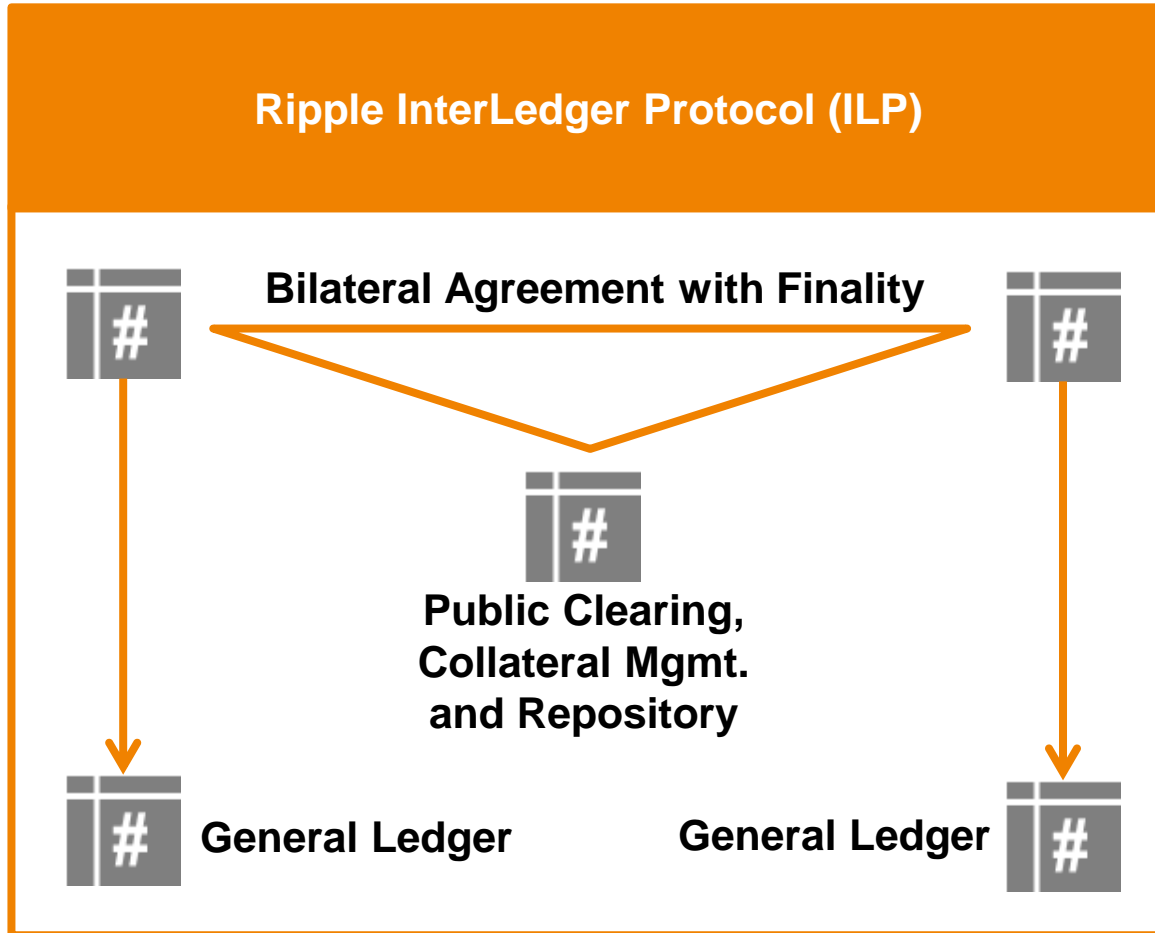 Ripple InterLedger Protocol (ILP)
Bilateral Agreement with Finality
#
#
#
Public Clearing,
Collateral Mgmt.
and Repository
#
General Ledger
General Ledger
#